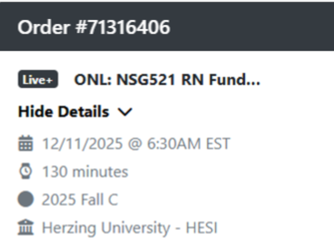 Order #71316406
Live+ ONL: NSG521 RN Fund...
Hide Details
12/11/2025 @ 6:30AM EST
130 minutes
2025 Fall C
Herzing University - HESI